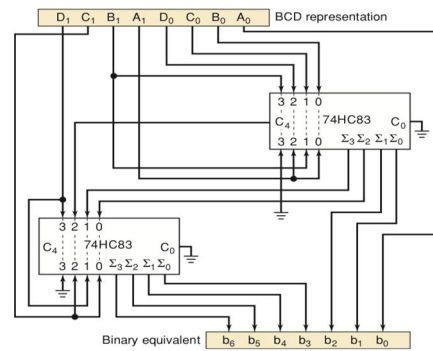 D₁ C₁ B₁ A₁ D₀ C₀ B₀ A₀ BCD representation
3 2 1 0
C₄ 74HC83 C₀
Σ₃ Σ₂ Σ₁ Σ₀
3 2 1 0
3 2 1 0
C₄ 74HC83 C₀
3 2 1 0 Σ₃ Σ₂ Σ₁ Σ₀
Binary equivalent b₆ b₅ b₄ b₃ b₂ b₁ b₀